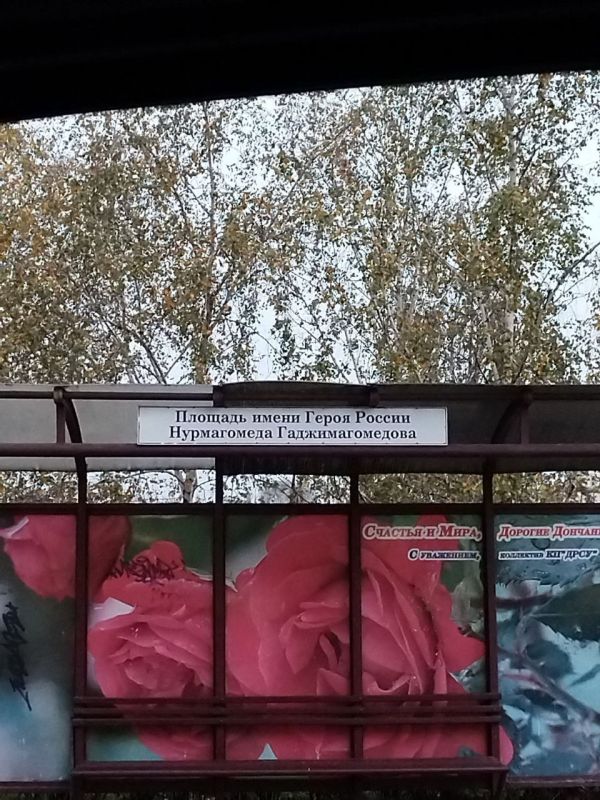 Площадь имени Героя России
Нурмагомеда Гаджимагомедова
Счастья и Мира, Дорогие Дончан
С уважением, коллектив КП"ДРСУ"